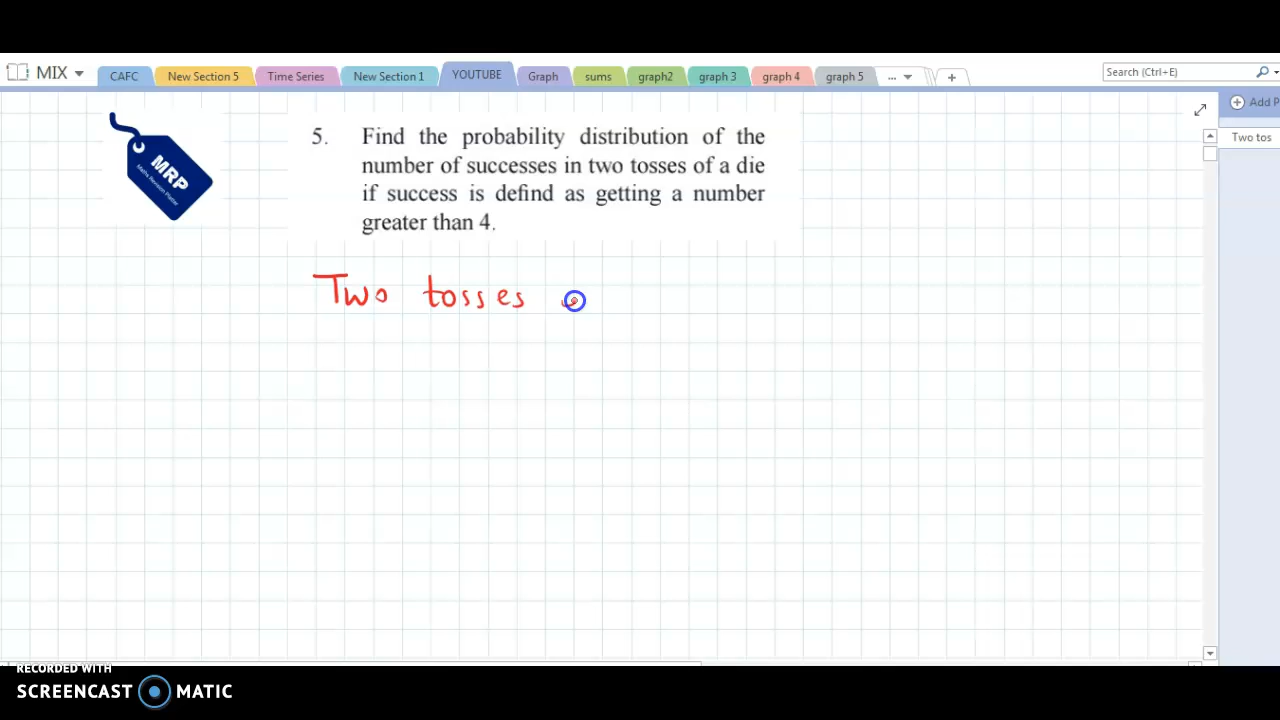 MIX
CAFC
New Section 5
Time Series
New Section 1
YOUTUBE
Graph
sums
graph2
graph 3
graph 4
graph 5
...
Search (Ctrl+E)
Add P
Two tos
MRP
Maths Revision Platter
5. Find the probability distribution of the
number of successes in two tosses of a die
if success is defind as getting a number
greater than 4.
Two tosses
RECORDED WITH
SCREENCAST MATIC